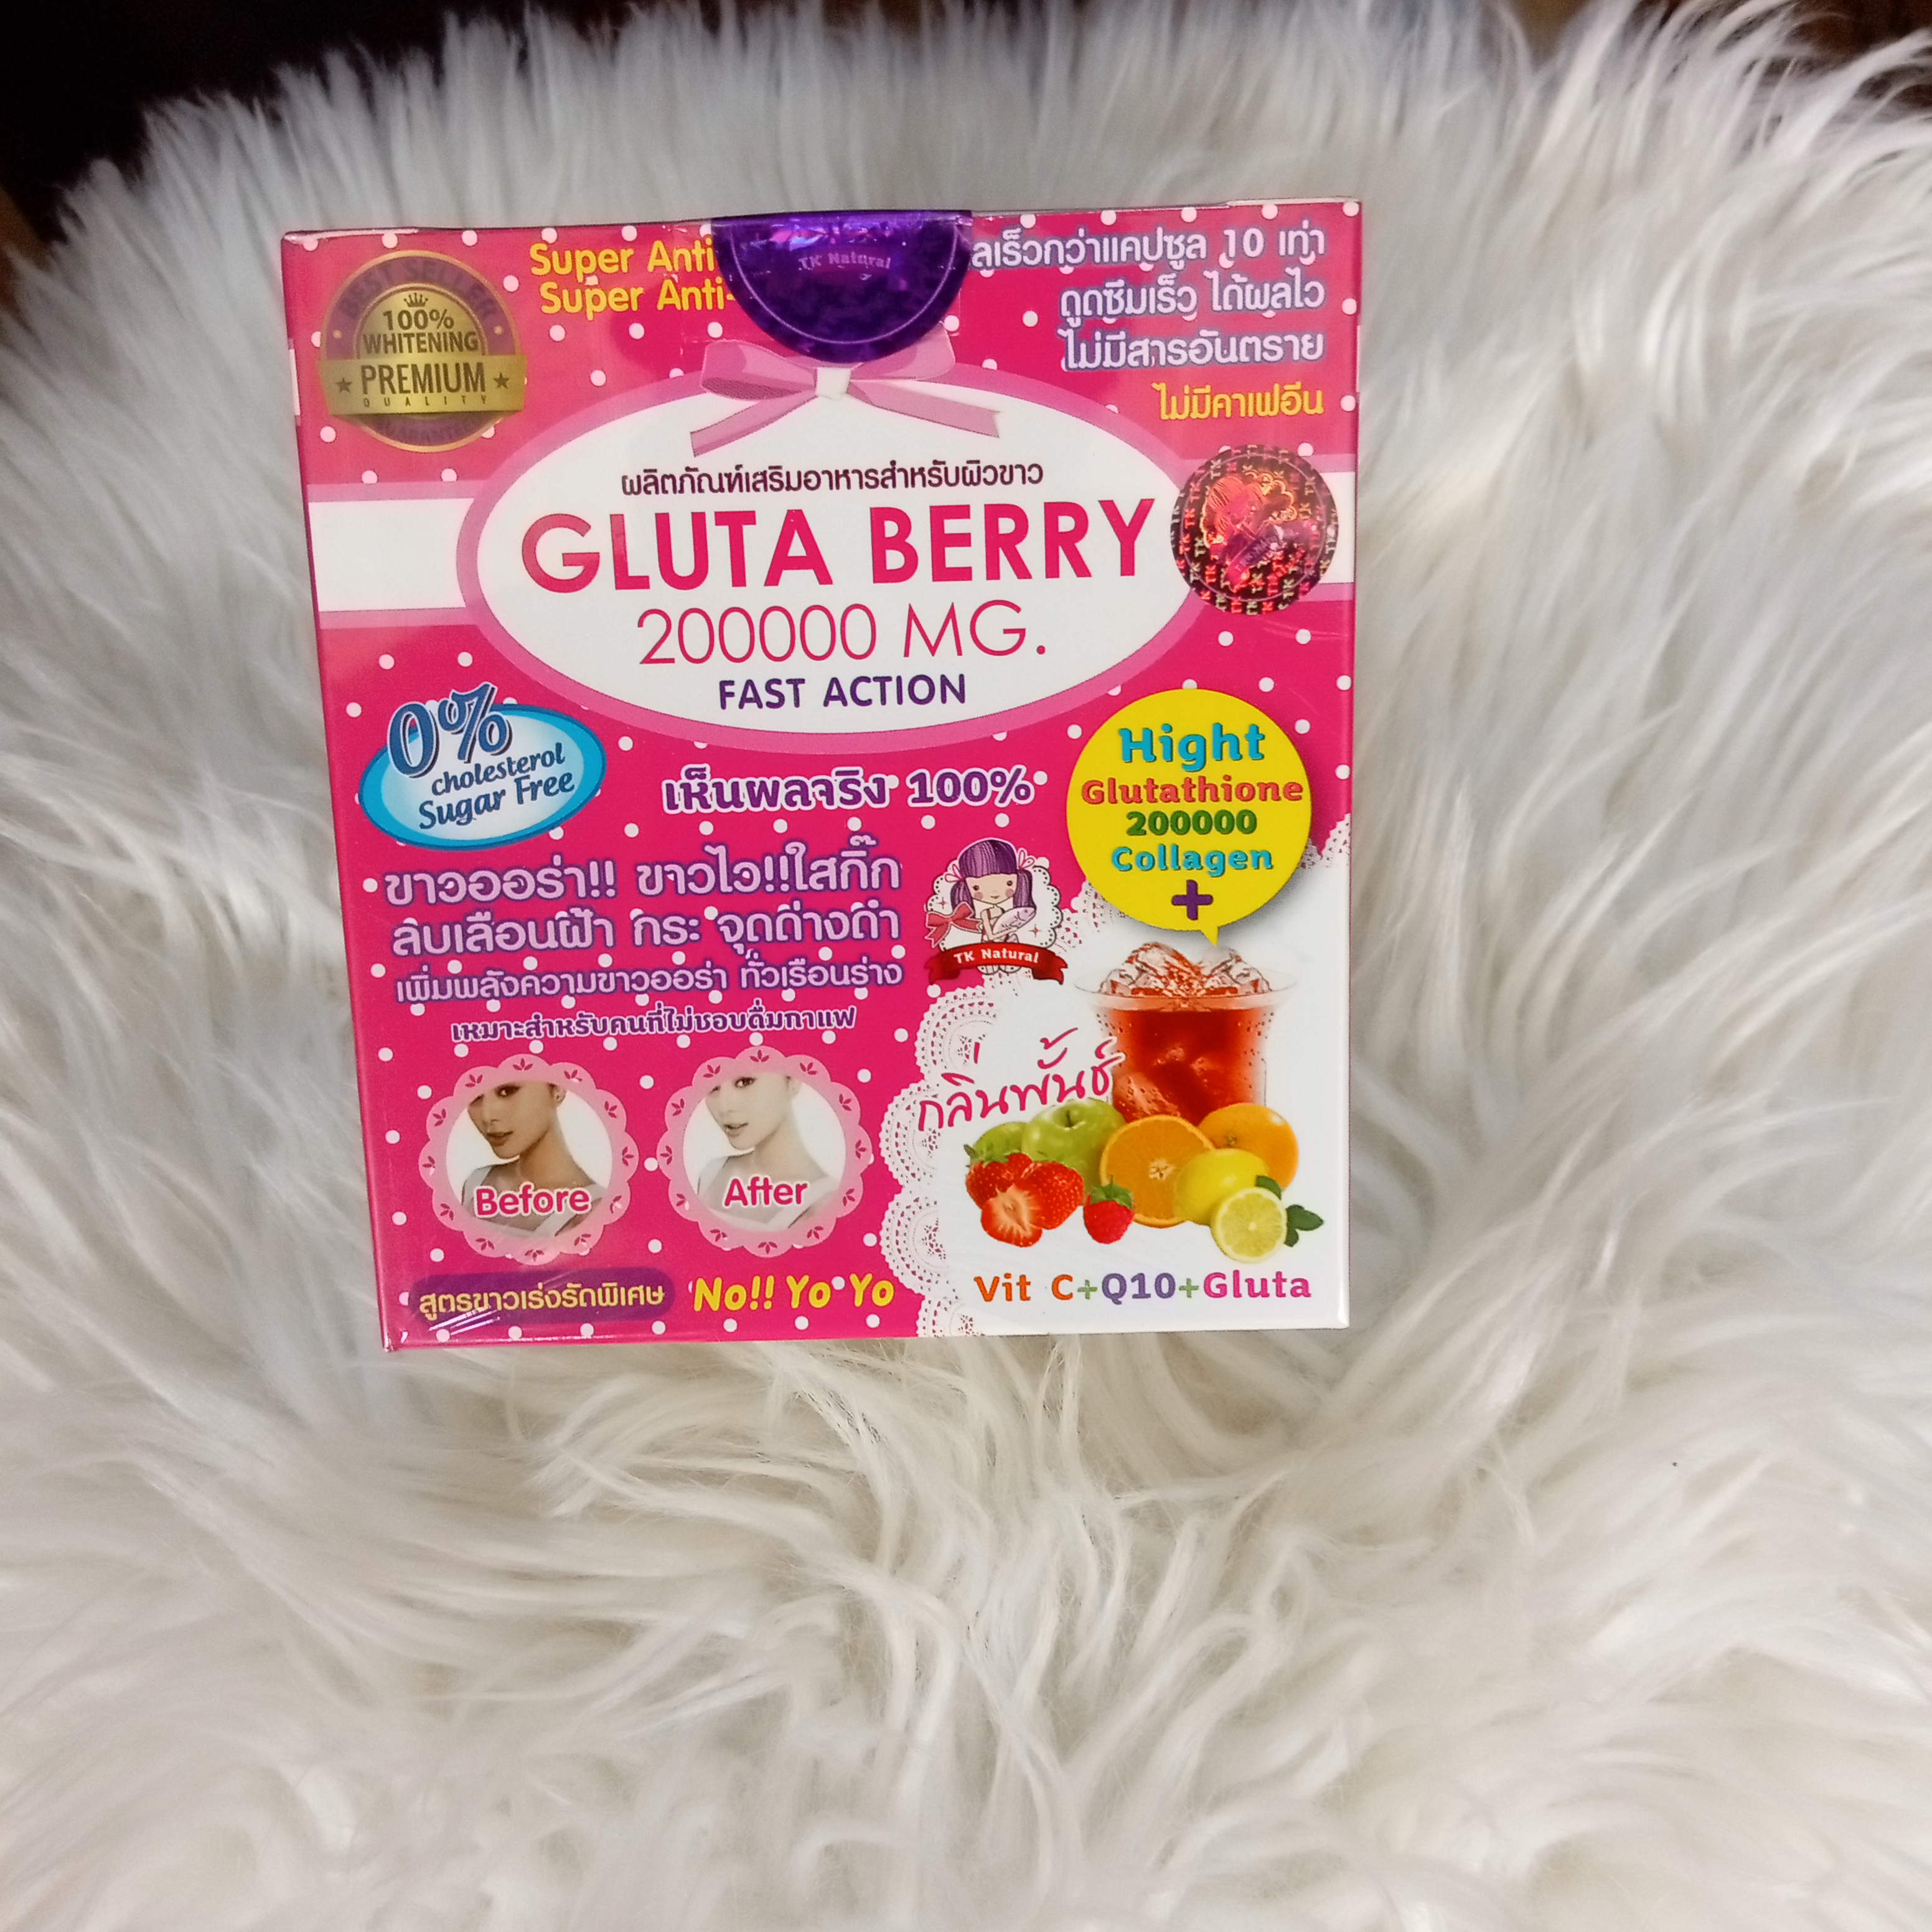 BEST SELLER
100%
WHITENING
PREMIUM
QUALITY
GUARANTEE
Super Anti
Super Anti-
TK Natural
ลเร็วกว่าแคปซูล 10 เท่า
ดูดซึมเร็ว ได้ผลไว
ไม่มีสารอันตราย
ไม่มีคาเฟอีน
ผลิตภัณฑ์เสริมอาหารสำหรับผิวขาว
GLUTA BERRY
200000 MG.
FAST ACTION
0%
cholesterol
Sugar Free
เห็นผลจริง 100%
Hight
Glutathione
200000
Collagen
+
ขาวออร่า!! ขาวไว!!ใสกิ๊ก
ลบเลือนฝ้า กระ จุดด่างดำ
เพิ่มพลังความขาวออร่า ทั่วเรือนร่าง
เหมาะสำหรับคนที่ไม่ชอบดื่มกาแฟ
TK Natural
กลิ่นพั้นช์
Before
After
สูตรขาวเร่งรัดพิเศษ
No!! Yo Yo
Vit C+Q10+Gluta